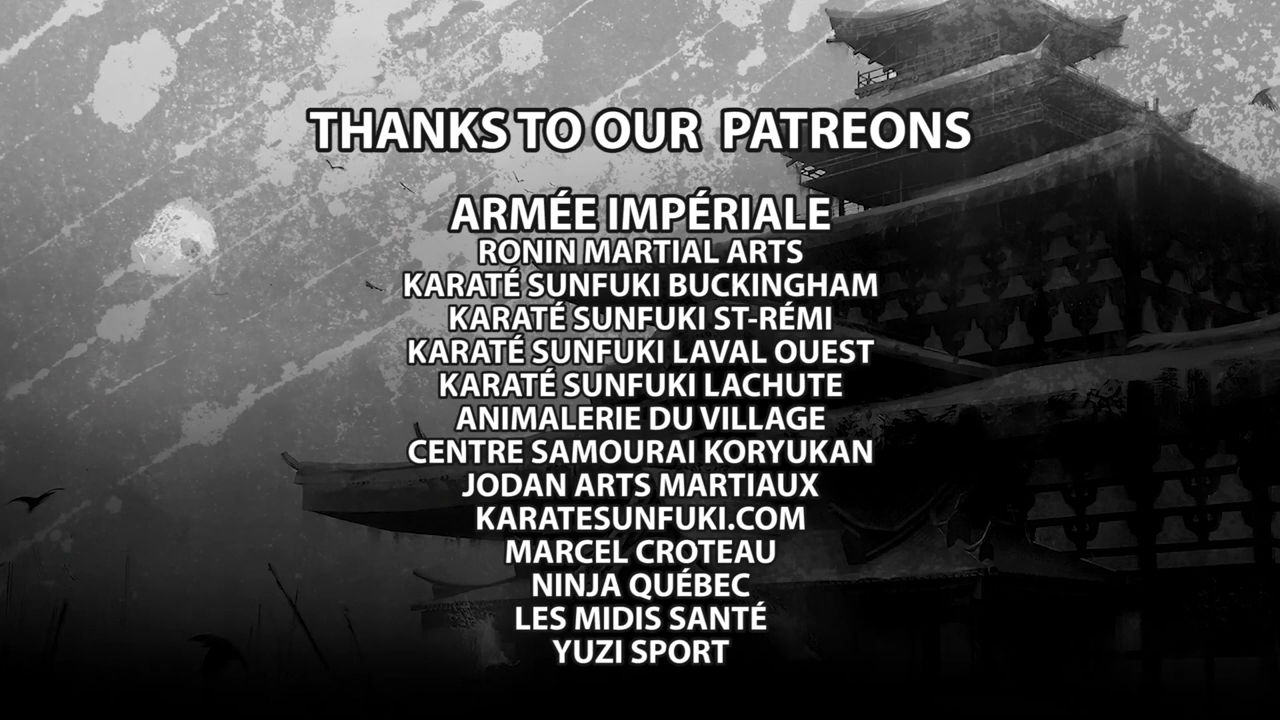 THANKS TO OUR PATREONS
ARMÉE IMPÉRIALE
RONIN MARTIAL ARTS
KARATÉ SUNFUKI BUCKINGHAM
KARATÉ SUNFUKI ST-RÉMI
KARATÉ SUNFUKI LAVAL OUEST
KARATÉ SUNFUKI LACHUTE
ANIMALERIE DU VILLAGE
CENTRE SAMOURAI KORYUKAN
JODAN ARTS MARTIAUX
KARATESUNFUKI.COM
MARCEL CROTEAU
NINJA QUÉBEC
LES MIDIS SANTÉ
YUZI SPORT